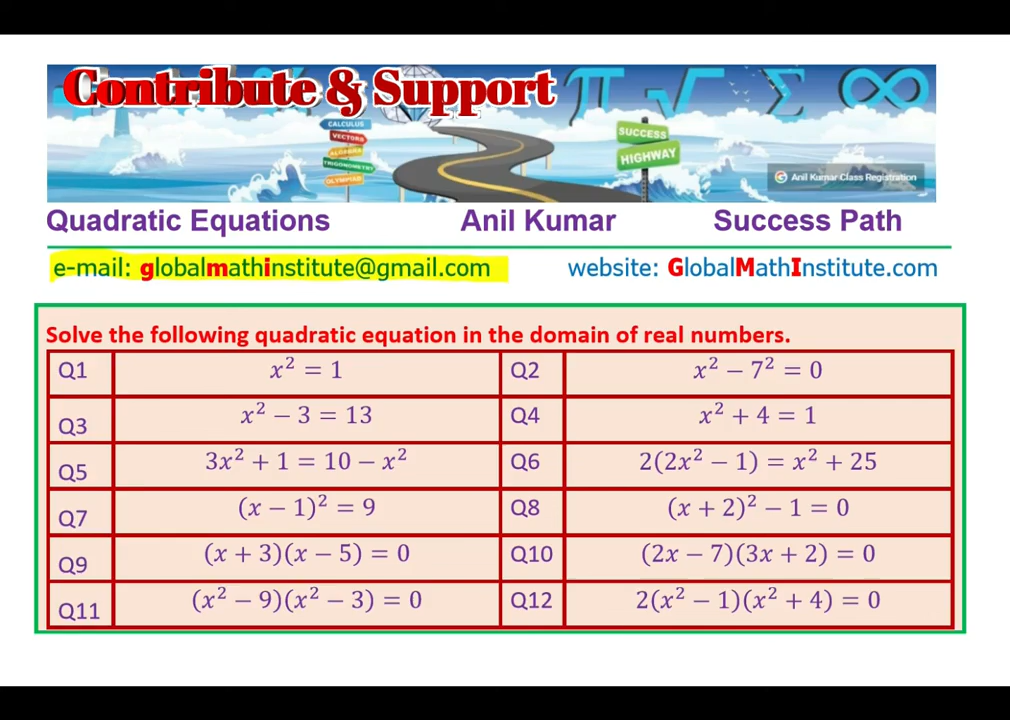 Contribute & Support
π √ Σ ∞
CALCULUS
VECTORS
ALGEBRA
TRIGONOMETRY
OLYMPIAD
SUCCESS
HIGHWAY
Anil Kumar Class Registration
Quadratic Equations Anil Kumar Success Path
e-mail: globalmathinstitute@gmail.com website: GlobalMathInstitute.com
Solve the following quadratic equation in the domain of real numbers.
Q1 x² = 1 Q2 x² − 7² = 0
Q3 x² − 3 = 13 Q4 x² + 4 = 1
Q5 3x² + 1 = 10 − x² Q6 2(2x² − 1) = x² + 25
Q7 (x − 1)² = 9 Q8 (x + 2)² − 1 = 0
Q9 (x + 3)(x − 5) = 0 Q10 (2x − 7)(3x + 2) = 0
Q11 (x² − 9)(x² − 3) = 0 Q12 2(x² − 1)(x² + 4) = 0